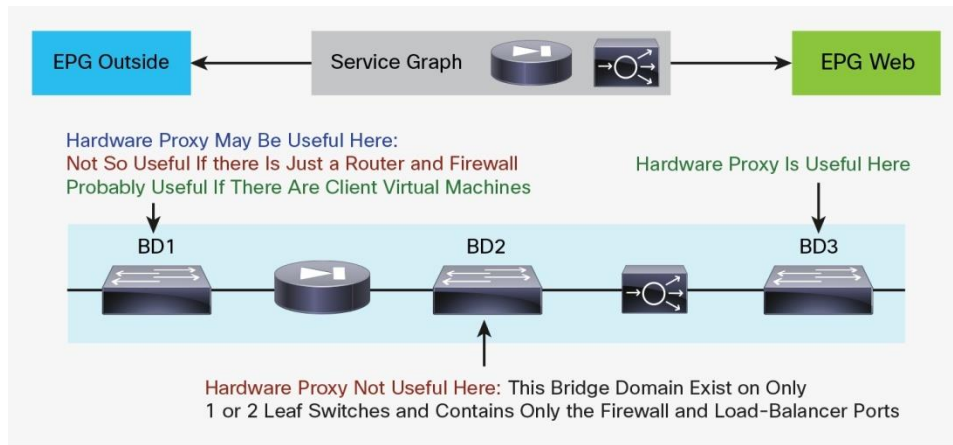 EPG Outside
Service Graph
EPG Web
Hardware Proxy May Be Useful Here:
Not So Useful If there Is Just a Router and Firewall
Probably Useful If There Are Client Virtual Machines
Hardware Proxy Is Useful Here
BD1
BD2
BD3
Hardware Proxy Not Useful Here: This Bridge Domain Exist on Only
1 or 2 Leaf Switches and Contains Only the Firewall and Load-Balancer Ports